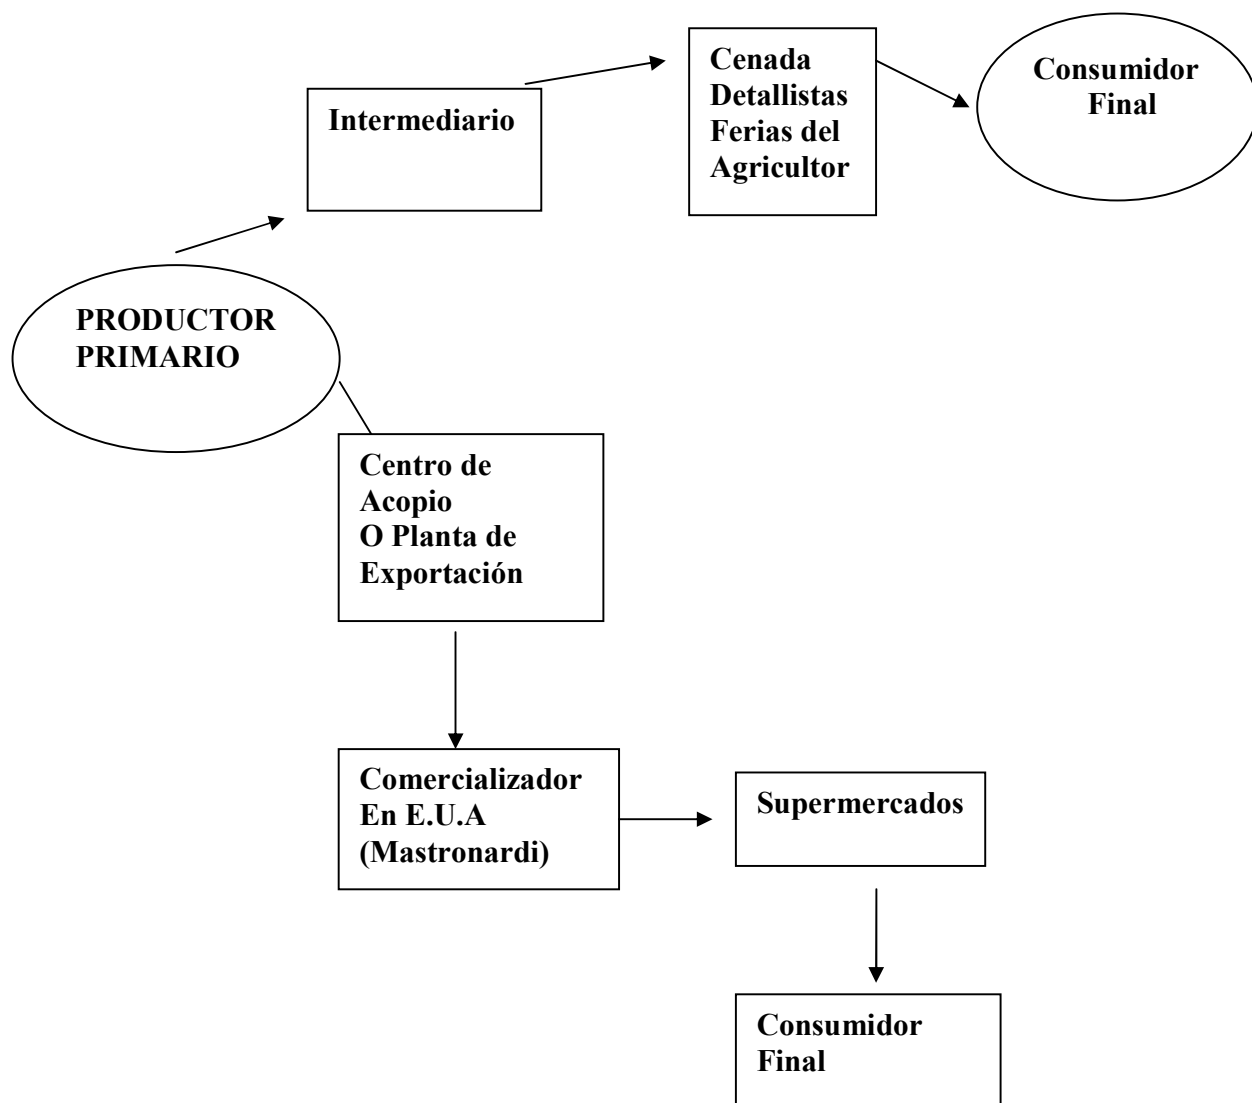 Intermediario
Cenada
Detallistas
Ferias del
Agricultor
Consumidor
Final
PRODUCTOR
PRIMARIO
Centro de
Acopio
O Planta de
Exportación
Comercializador
En E.U.A
(Mastronardi)
Supermercados
Consumidor
Final